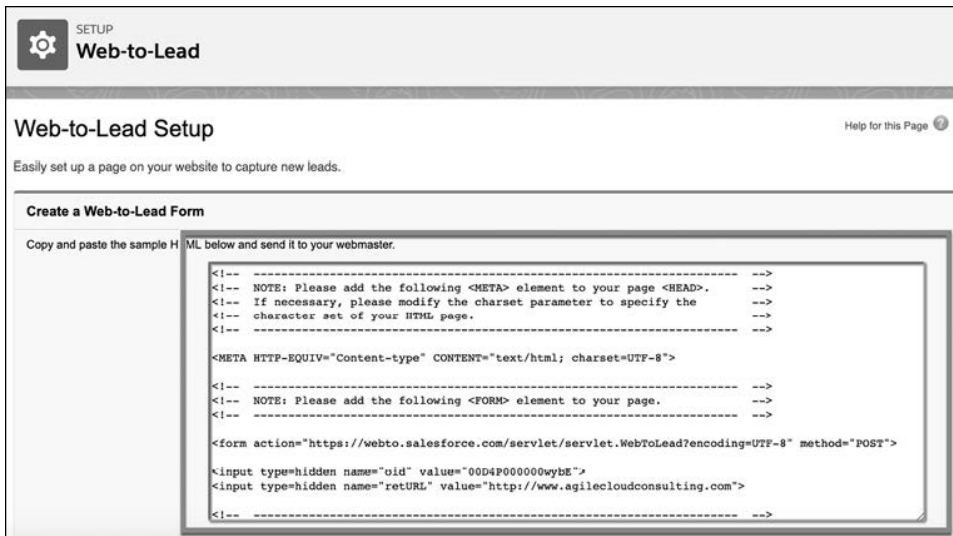 SETUP
Web-to-Lead
Web-to-Lead Setup
Help for this Page ?
Easily set up a page on your website to capture new leads.
Create a Web-to-Lead Form
Copy and paste the sample H ML below and send it to your webmaster.
<!-- ---------------------------------------------------------------------- -->
<!-- NOTE: Please add the following <META> element to your page <HEAD>. -->
<!-- If necessary, please modify the charset parameter to specify the -->
<!-- character set of your HTML page. -->
<!-- ---------------------------------------------------------------------- -->
<META HTTP-EQUIV="Content-type" CONTENT="text/html; charset=UTF-8">
<!-- ---------------------------------------------------------------------- -->
<!-- NOTE: Please add the following <FORM> element to your page. -->
<!-- ---------------------------------------------------------------------- -->
<form action="https://webto.salesforce.com/servlet/servlet.WebToLead?encoding=UTF-8" method="POST">
<input type=hidden name="oid" value="00D4P000000wybE">
<input type=hidden name="retURL" value="http://www.agilecloudconsulting.com">
<!-- ---------------------------------------------------------------------- -->